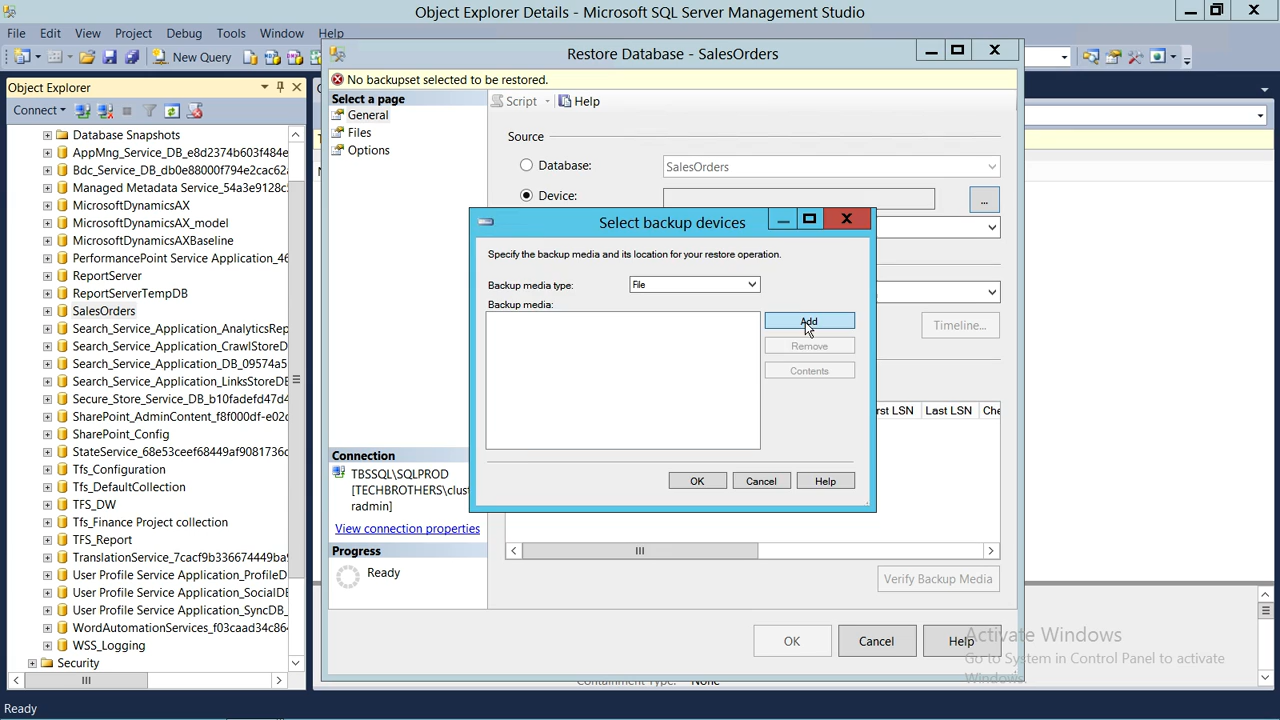 Object Explorer Details - Microsoft SQL Server Management Studio
File Edit View Project Debug Tools Window Help
New Query
Object Explorer
Connect
Database Snapshots
AppMng_Service_DB_e8d2374b603f484e
Bdc_Service_DB_db0e88000f794e2cac62
Managed Metadata Service_54a3e9128c
MicrosoftDynamicsAX
MicrosoftDynamicsAX_model
MicrosoftDynamicsAXBaseline
PerformancePoint Service Application_46
ReportServer
ReportServerTempDB
SalesOrders
Search_Service_Application_AnalyticsRep
Search_Service_Application_CrawlStoreD
Search_Service_Application_DB_09574a5
Search_Service_Application_LinksStoreDE
Secure_Store_Service_DB_b10fadefd47d4
SharePoint_AdminContent_f8f000df-e02c
SharePoint_Config
StateService_68e53ceef68449af9081736c
Tfs_Configuration
Tfs_DefaultCollection
TFS_DW
Tfs_Finance Project collection
TFS_Report
TranslationService_7cacf9b336674449ba
User Profile Service Application_ProfileD
User Profile Service Application_SocialDE
User Profile Service Application_SyncDB_
WordAutomationServices_f03caad34c86
WSS_Logging
Security
Ready
Restore Database - SalesOrders
No backupset selected to be restored.
Select a page
General
Files
Options
Script Help
Source
Database: SalesOrders
Device: ...
Timeline...
rst LSN Last LSN Che
Connection
TBSSQL\SQLPROD
[TECHBROTHERS\clus
radmin]
View connection properties
Progress
Ready
Verify Backup Media
OK Cancel Help
Select backup devices
Specify the backup media and its location for your restore operation.
Backup media type: File
Backup media:
Add
Remove
Contents
OK Cancel Help
Activate Windows
Go to System in Control Panel to activate
Windows.
Containment Type: None